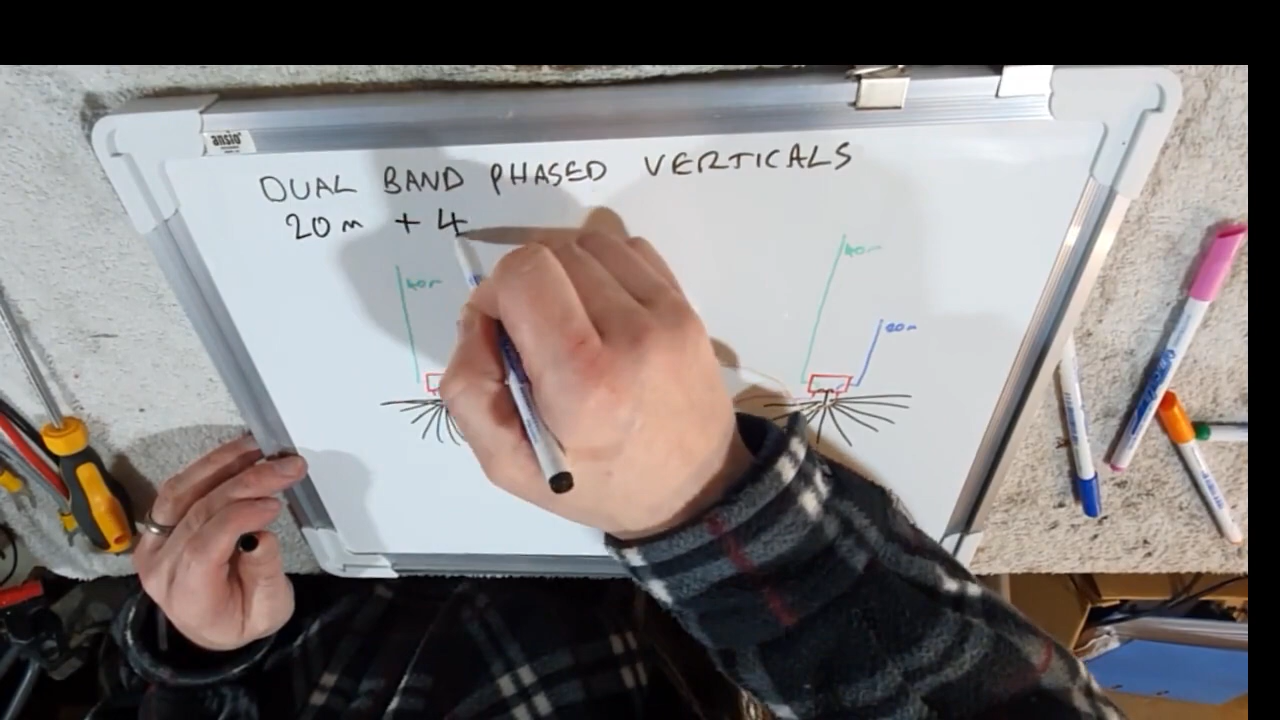 ansio
DUAL BAND PHASED VERTICALS
20m + 4
40m
40m
20m